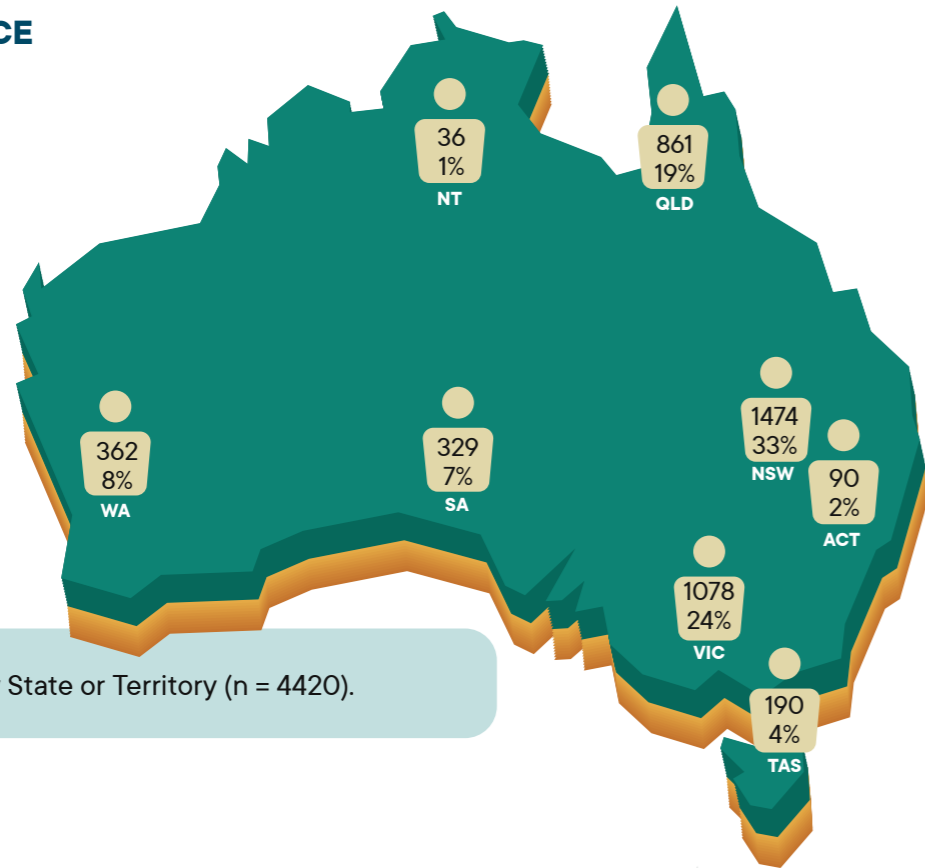 CE
36
1%
NT
861
19%
QLD
1474
33%
NSW
90
2%
ACT
362
8%
WA
329
7%
SA
1078
24%
VIC
State or Territory (n = 4420).
190
4%
TAS